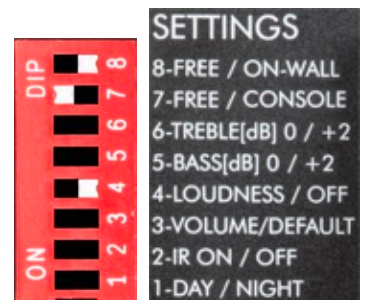 DIP
ON
8
7
6
5
4
3
2
1
SETTINGS
8-FREE / ON-WALL
7-FREE / CONSOLE
6-TREBLE[dB] 0 / +2
5-BASS[dB] 0 / +2
4-LOUDNESS / OFF
3-VOLUME/DEFAULT
2-IR ON / OFF
1-DAY / NIGHT